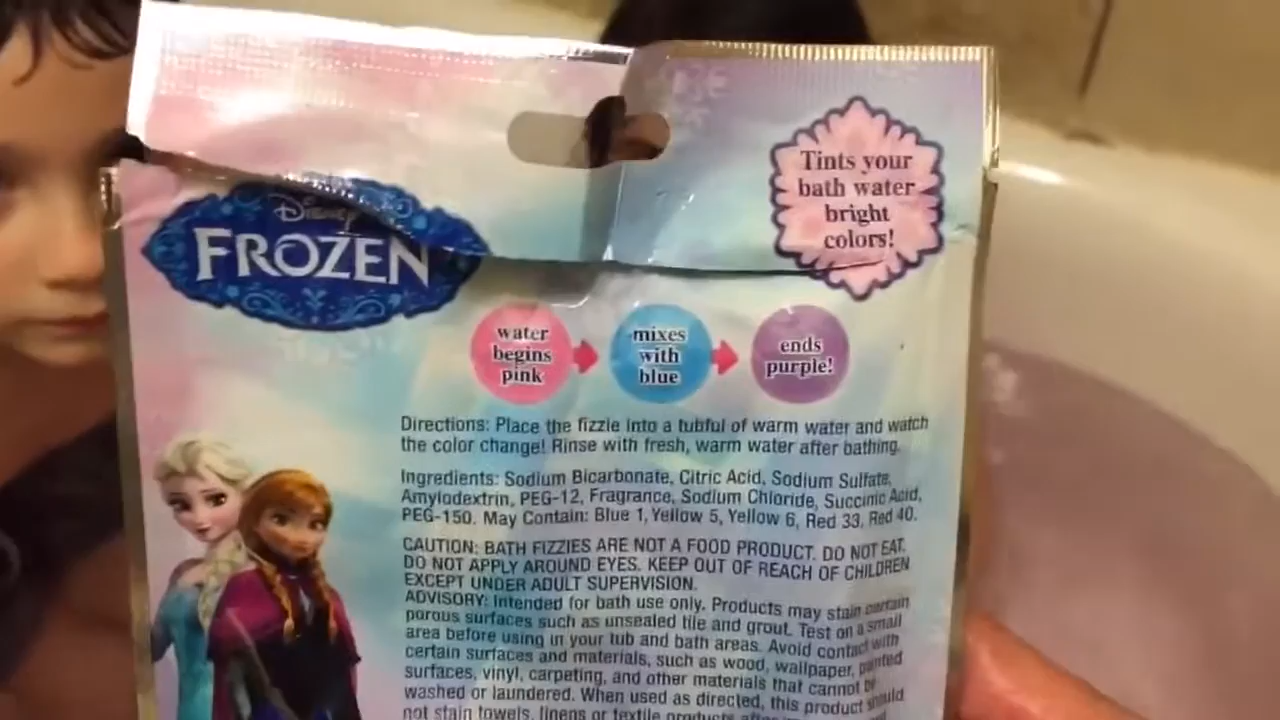 Disney
FROZEN
Tints your
bath water
bright
colors!
water
begins
pink
mixes
with
blue
ends
purple!
Directions: Place the fizzie into a tubful of warm water and watch
the color change! Rinse with fresh, warm water after bathing.
Ingredients: Sodium Bicarbonate, Citric Acid, Sodium Sulfate,
Amylodextrin, PEG-12, Fragrance, Sodium Chloride, Succinic Acid,
PEG-150. May Contain: Blue 1, Yellow 5, Yellow 6, Red 33, Red 40.
CAUTION: BATH FIZZIES ARE NOT A FOOD PRODUCT. DO NOT EAT.
DO NOT APPLY AROUND EYES. KEEP OUT OF REACH OF CHILDREN
EXCEPT UNDER ADULT SUPERVISION.
ADVISORY: Intended for bath use only. Products may stain certain
porous surfaces such as unsealed tile and grout. Test on a small
area before using in your tub and bath areas. Avoid contact with
certain surfaces and materials, such as wood, wallpaper, painted
surfaces, vinyl, carpeting, and other materials that cannot be
washed or laundered. When used as directed, this product should
not stain towels, linens or textile products after